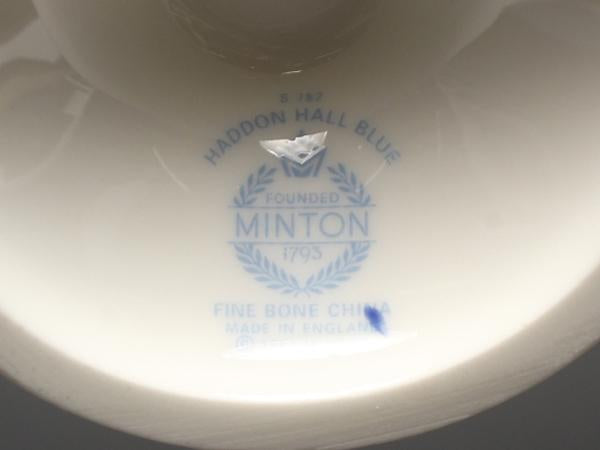 S 787
HADDON HALL BLUE
FOUNDED
MINTON
1793
FINE BONE CHINA
MADE IN ENGLAND
©